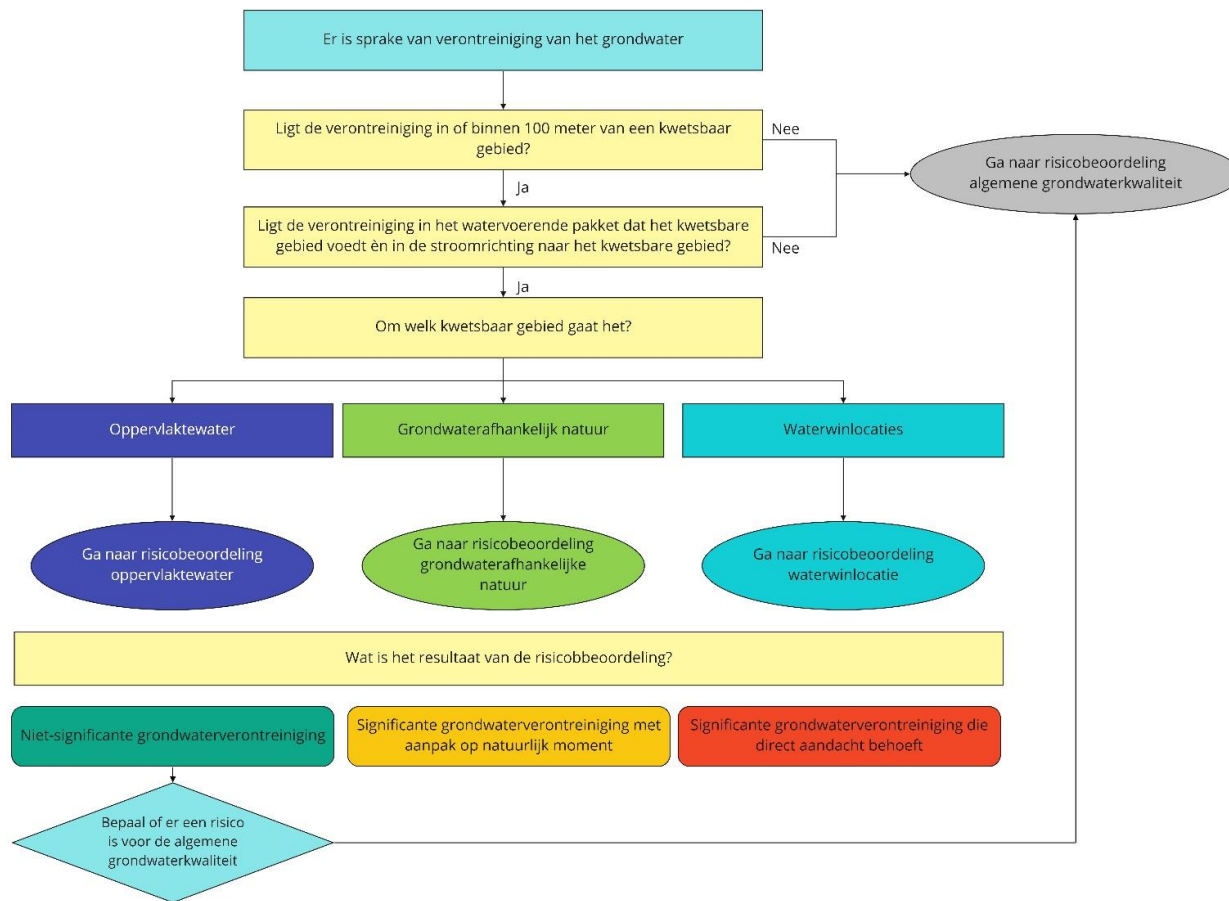 Er is sprake van verontreiniging van het grondwater
Ligt de verontreiniging in of binnen 100 meter van een kwetsbaar
gebied?
Nee
Ga naar risicobeoordeling
algemene grondwaterkwaliteit
Ja
Ligt de verontreiniging in het watervoerende pakket dat het kwetsbare
gebied voedt èn in de stroomrichting naar het kwetsbare gebied?
Nee
Ja
Om welk kwetsbaar gebied gaat het?
Oppervlaktewater
Grondwaterafhankelijk natuur
Waterwinlocaties
Ga naar risicobeoordeling
oppervlaktewater
Ga naar risicobeoordeling
grondwaterafhankelijke
natuur
Ga naar risicobeoordeling
waterwinlocatie
Wat is het resultaat van de risicobbeoordeling?
Niet-significante grondwaterverontreiniging
Significante grondwaterverontreiniging met
aanpak op natuurlijk moment
Significante grondwaterverontreiniging die
direct aandacht behoeft
Bepaal of er een risico
is voor de algemene
grondwaterkwaliteit